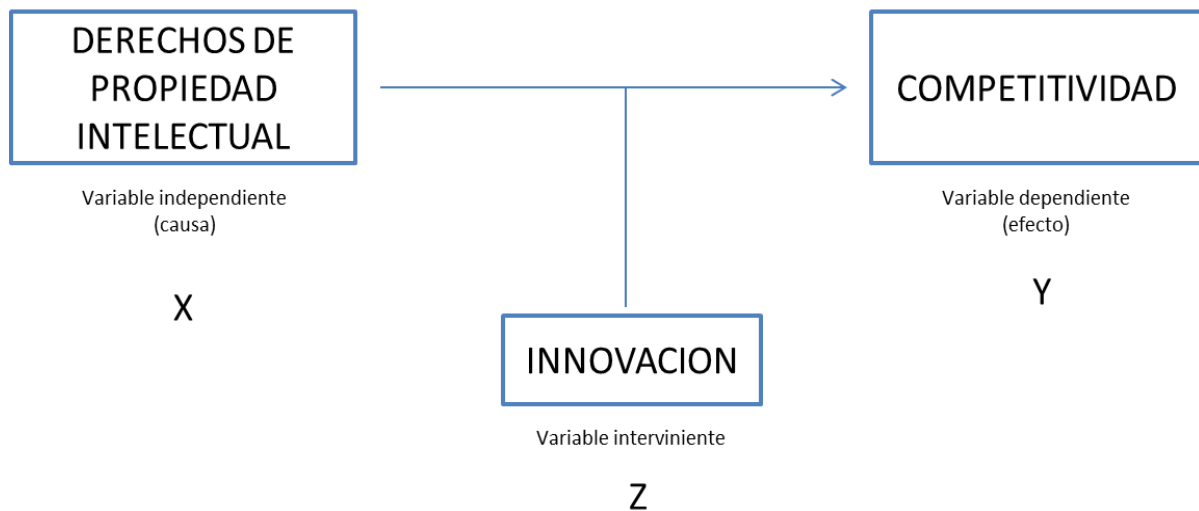 DERECHOS DE
PROPIEDAD
INTELECTUAL
Variable independiente
(causa)
X
COMPETITIVIDAD
Variable dependiente
(efecto)
Y
INNOVACION
Variable interviniente
Z